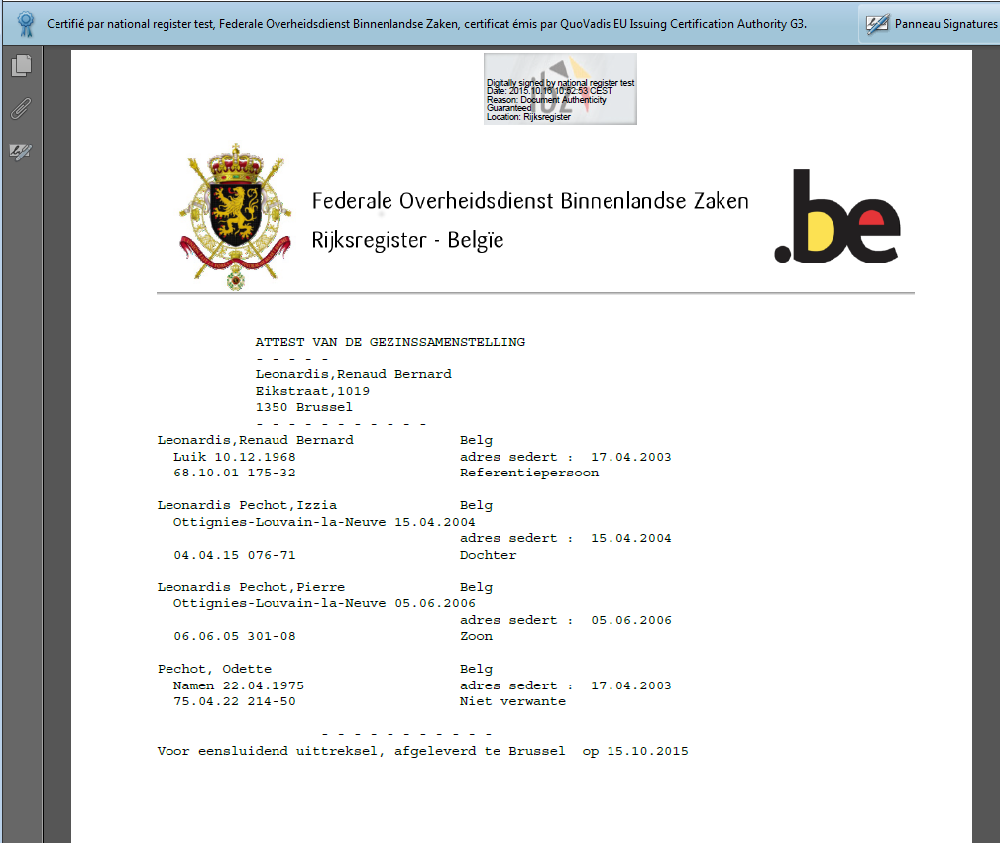 Certifié par national register test, Federale Overheidsdienst Binnenlandse Zaken, certificat émis par QuoVadis EU Issuing Certification Authority G3.
Panneau Signatures
Digitally signed by national register test
Date: 2015.10.16 10:52:53 CEST
Reason: Document Authenticity
Guaranteed
Location: Rijksregister
ibz
Federale Overheidsdienst Binnenlandse Zaken
Rijksregister - Belgïe
.be
ATTEST VAN DE GEZINSSAMENSTELLING
- - - - -
Leonardis,Renaud Bernard
Eikstraat,1019
1350 Brussel
- - - - - - - - - - -
Leonardis,Renaud Bernard Belg
Luik 10.12.1968 adres sedert : 17.04.2003
68.10.01 175-32 Referentiepersoon
Leonardis Pechot,Izzia Belg
Ottignies-Louvain-la-Neuve 15.04.2004
adres sedert : 15.04.2004
04.04.15 076-71 Dochter
Leonardis Pechot,Pierre Belg
Ottignies-Louvain-la-Neuve 05.06.2006
adres sedert : 05.06.2006
06.06.05 301-08 Zoon
Pechot, Odette Belg
Namen 22.04.1975 adres sedert : 17.04.2003
75.04.22 214-50 Niet verwante
- - - - - - - - - - -
Voor eensluidend uittreksel, afgeleverd te Brussel op 15.10.2015